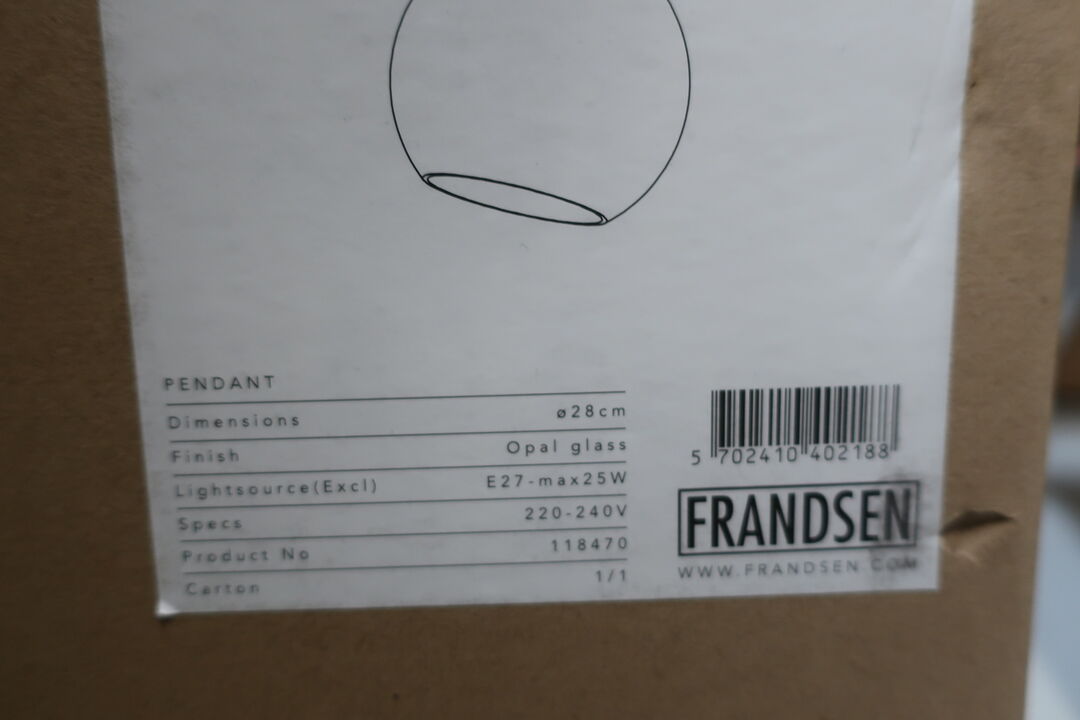 PENDANT
Dimensions ø28cm
Finish Opal glass
Lightsource(Excl) E27-max25W
Specs 220-240V
Product No 118470
Carton 1/1
5 702410 402188
FRANDSEN
WWW.FRANDSEN.COM